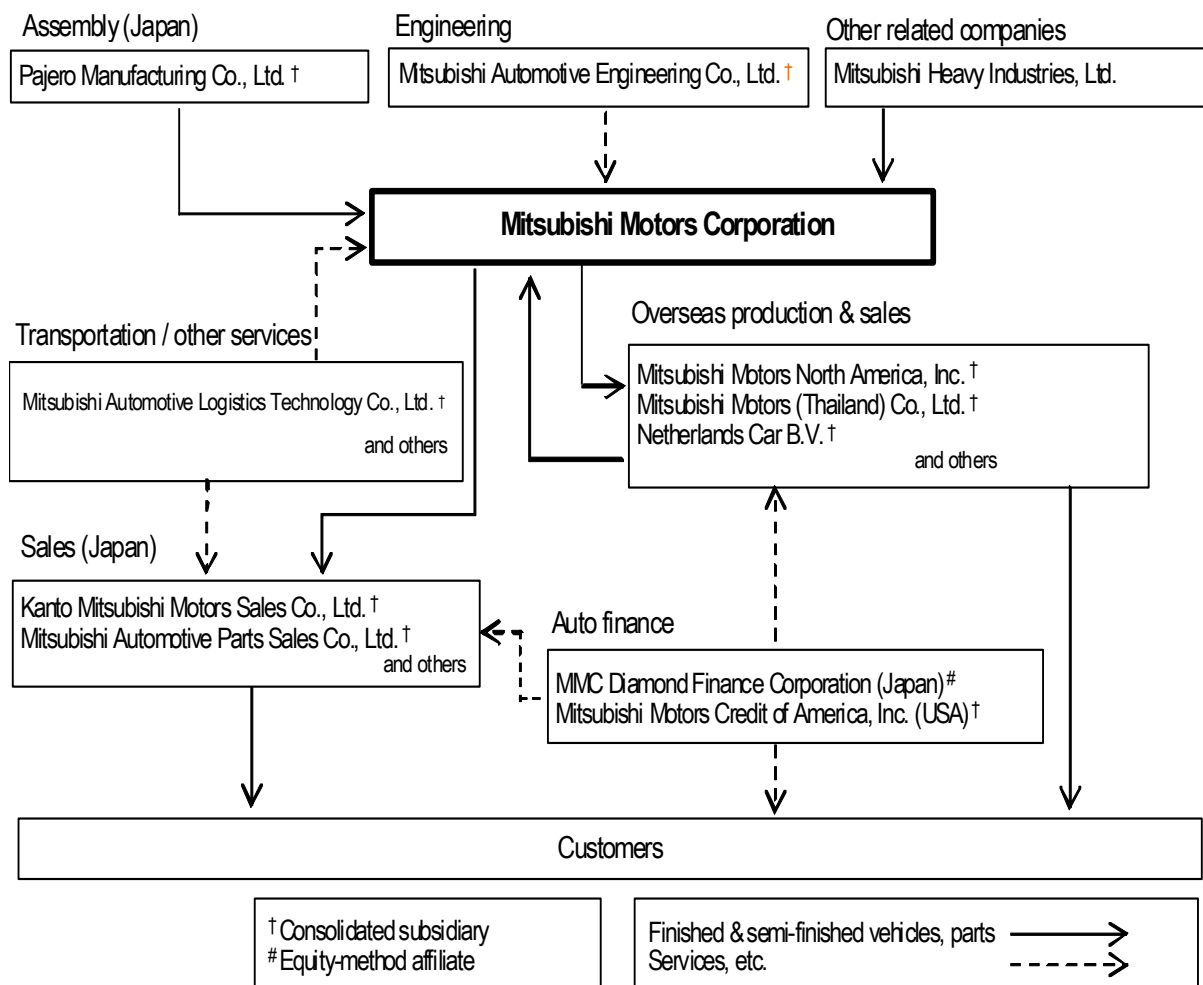 Assembly (Japan)
Pajero Manufacturing Co., Ltd. †
Engineering
Mitsubishi Automotive Engineering Co., Ltd. †
Other related companies
Mitsubishi Heavy Industries, Ltd.
Mitsubishi Motors Corporation
Transportation / other services
Mitsubishi Automotive Logistics Technology Co., Ltd. †
and others
Overseas production & sales
Mitsubishi Motors North America, Inc. †
Mitsubishi Motors (Thailand) Co., Ltd. †
Netherlands Car B.V. †
and others
Sales (Japan)
Kanto Mitsubishi Motors Sales Co., Ltd. †
Mitsubishi Automotive Parts Sales Co., Ltd. †
and others
Auto finance
MMC Diamond Finance Corporation (Japan) #
Mitsubishi Motors Credit of America, Inc. (USA) †
Customers
† Consolidated subsidiary
# Equity-method affiliate
Finished & semi-finished vehicles, parts
Services, etc.